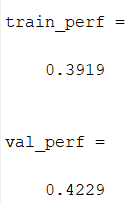 train_perf =
0.3919
val_perf =
0.4229